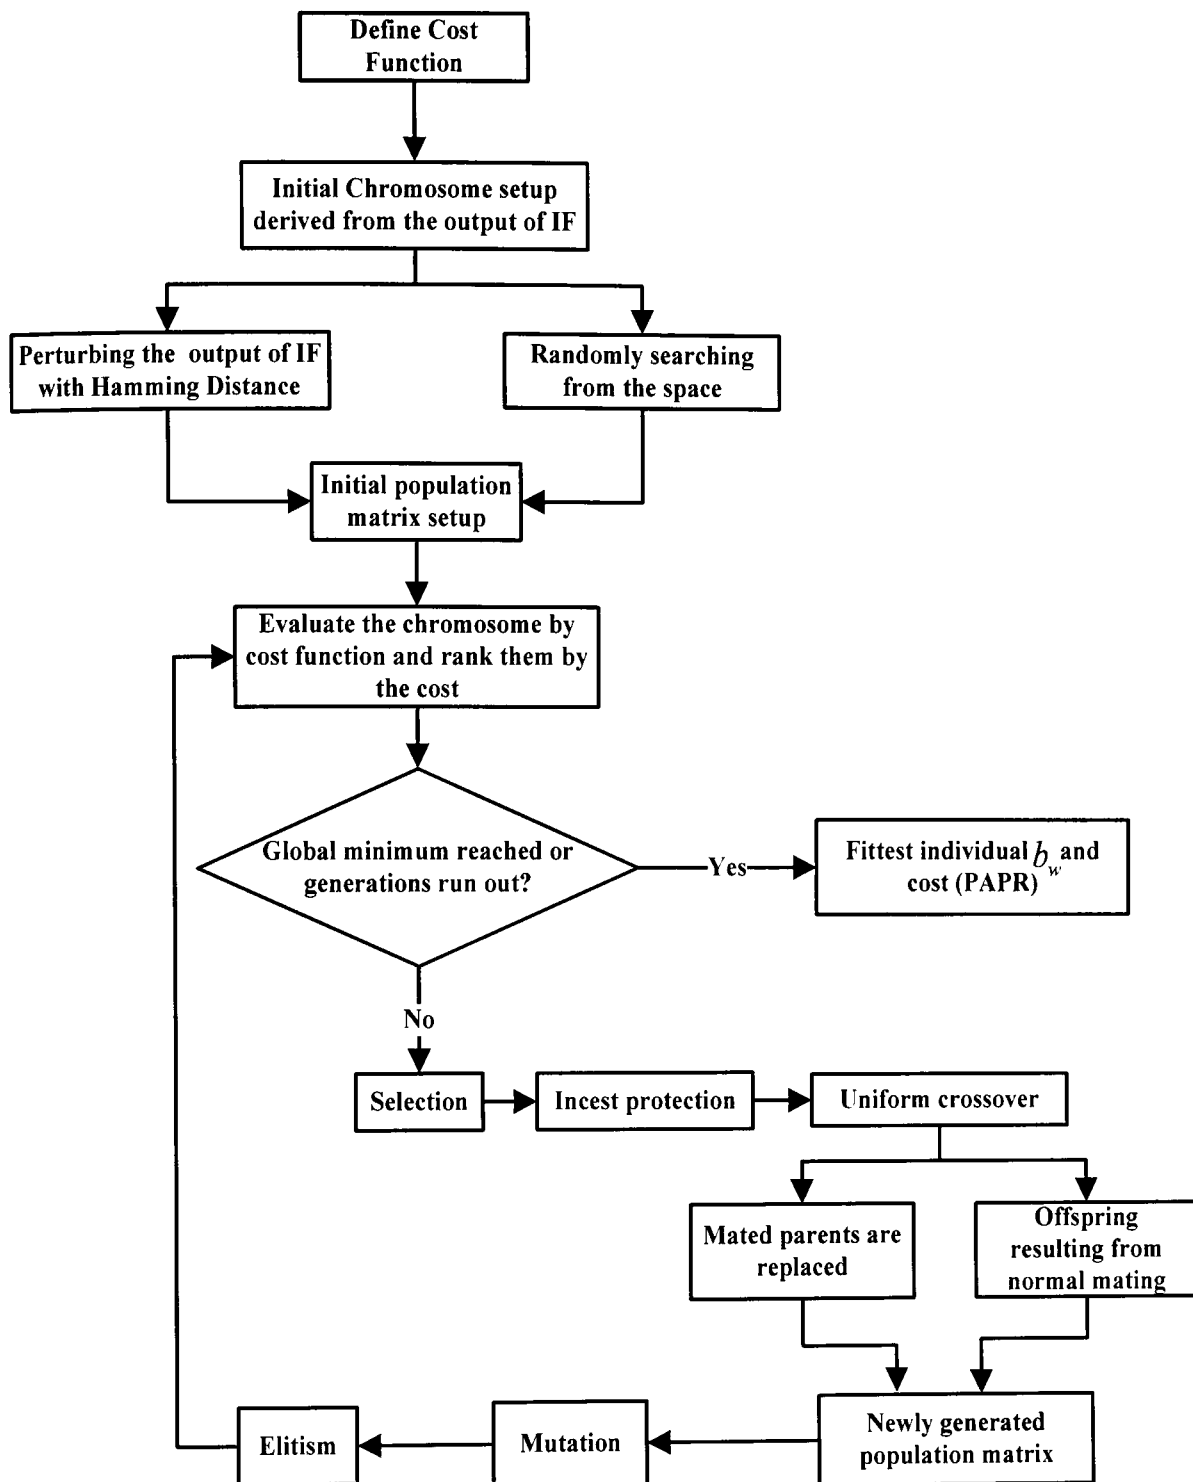 Define Cost
Function
Initial Chromosome setup
derived from the output of IF
Perturbing the output of IF
with Hamming Distance
Randomly searching
from the space
Initial population
matrix setup
Evaluate the chromosome by
cost function and rank them by
the cost
Global minimum reached or
generations run out?
Yes
Fittest individual b_w and
cost (PAPR)
No
Selection
Incest protection
Uniform crossover
Mated parents are
replaced
Offspring
resulting from
normal mating
Newly generated
population matrix
Mutation
Elitism